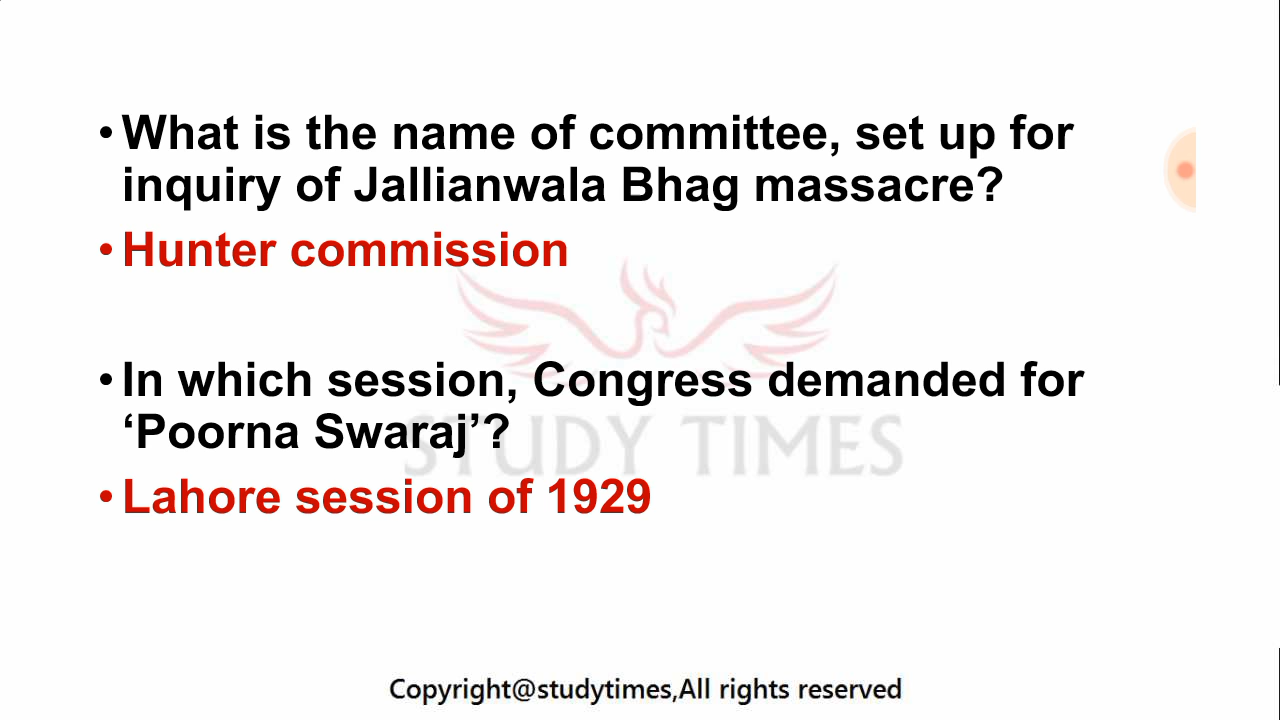 • What is the name of committee, set up for
inquiry of Jallianwala Bhag massacre?
• Hunter commission
• In which session, Congress demanded for
‘Poorna Swaraj’?
STUDY TIMES
• Lahore session of 1929
Copyright@studytimes,All rights reserved